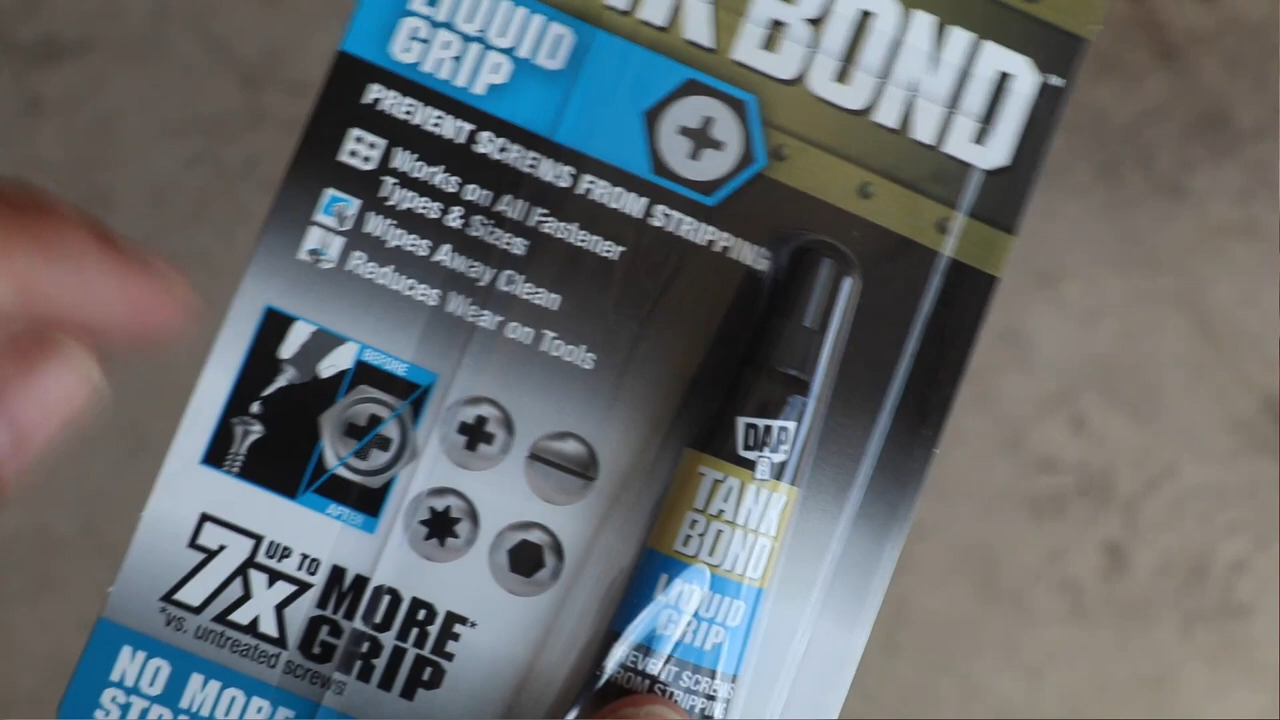 BOND™
LIQUID
GRIP
PREVENT SCREWS FROM STRIPPING
Works on All Fastener
Types & Sizes
Wipes Away Clean
Reduces Wear on Tools
BEFORE
AFTER
UP TO
7x MORE*
GRIP
*vs. untreated screws
NO MORE
DAP
TANK
BOND
LIQUID
GRIP
PREVENT SCREWS
FROM STRIPPING